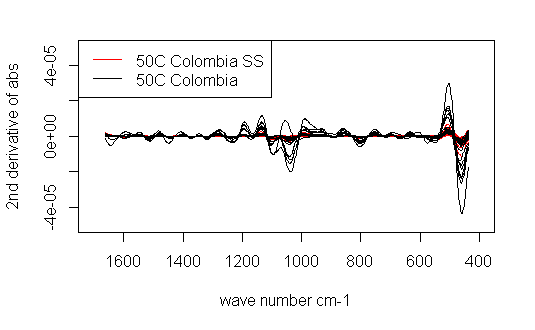 50C Colombia SS
50C Colombia
2nd derivative of abs
4e-05
0e+00
-4e-05
1600 1400 1200 1000 800 600 400
wave number cm-1